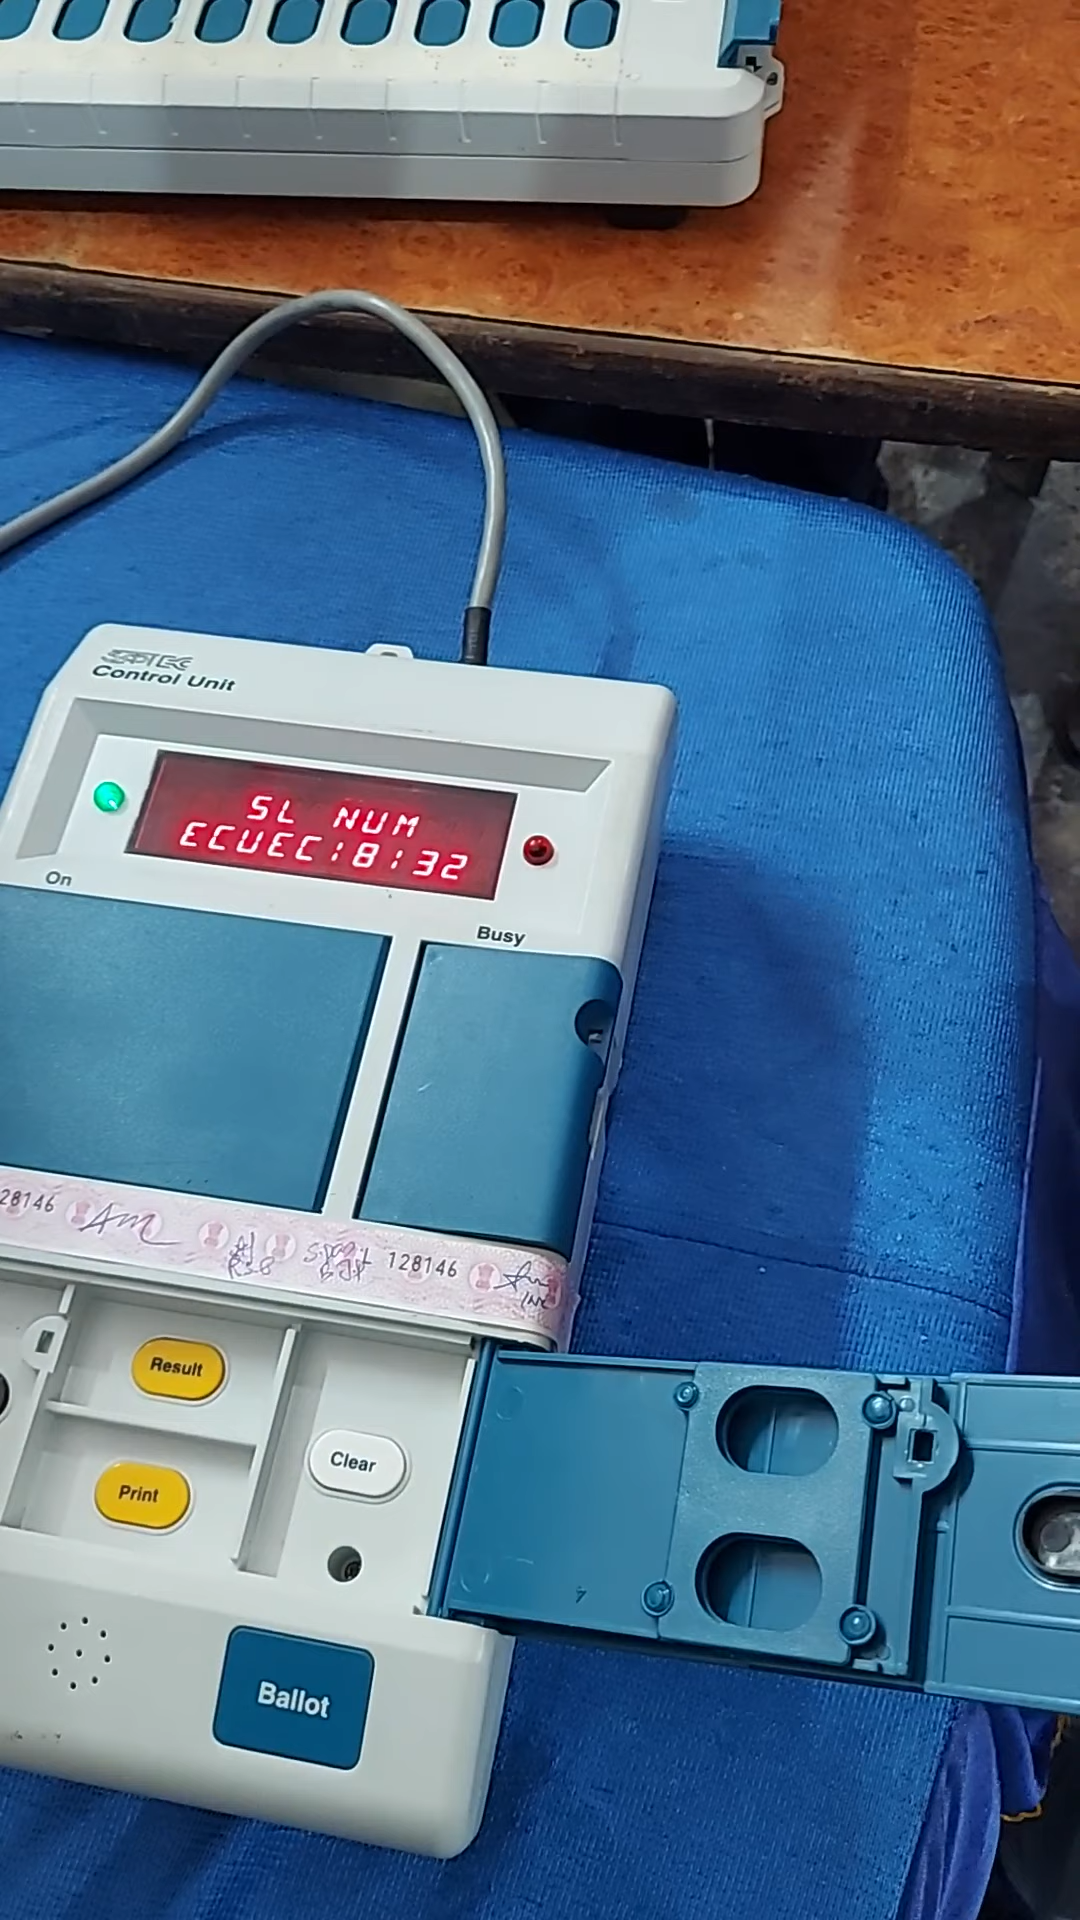 Control Unit
SL NUM
ECUEC:8:32
On
Busy
28146
128146
Result
Clear
Print
Ballot